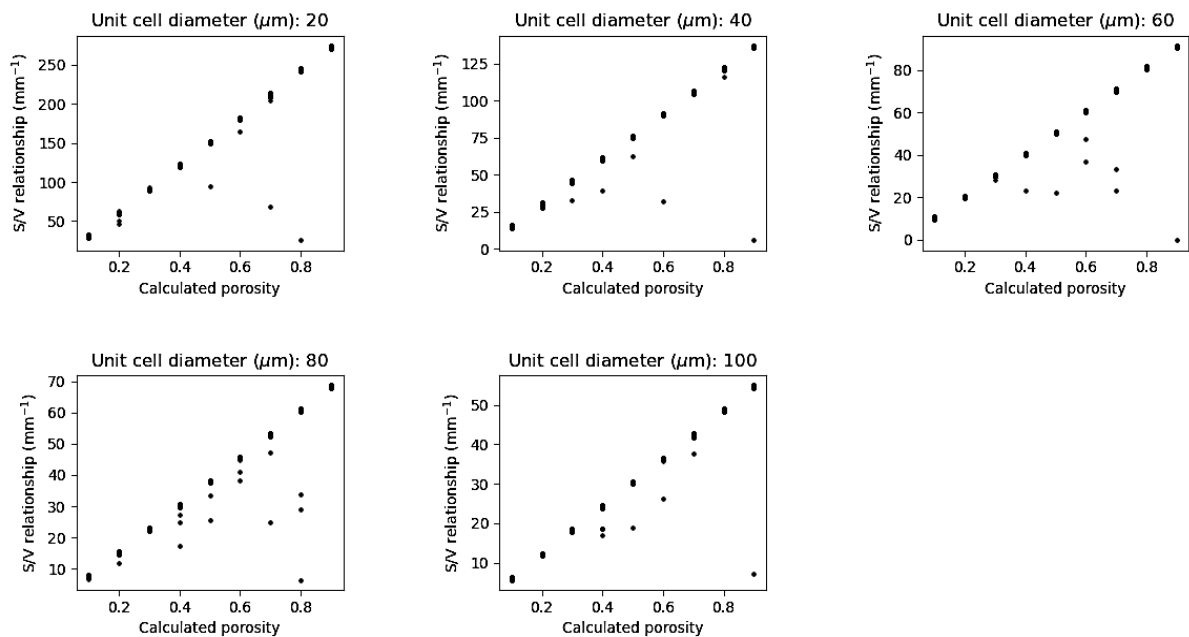 Unit cell diameter (μm): 20
250
200
150
100
50
S/V relationship (mm⁻¹)
0.2 0.4 0.6 0.8
Calculated porosity
Unit cell diameter (μm): 40
125
100
75
50
25
0
S/V relationship (mm⁻¹)
0.2 0.4 0.6 0.8
Calculated porosity
Unit cell diameter (μm): 60
80
60
40
20
0
S/V relationship (mm⁻¹)
0.2 0.4 0.6 0.8
Calculated porosity
Unit cell diameter (μm): 80
70
60
50
40
30
20
10
S/V relationship (mm⁻¹)
0.2 0.4 0.6 0.8
Calculated porosity
Unit cell diameter (μm): 100
50
40
30
20
10
S/V relationship (mm⁻¹)
0.2 0.4 0.6 0.8
Calculated porosity